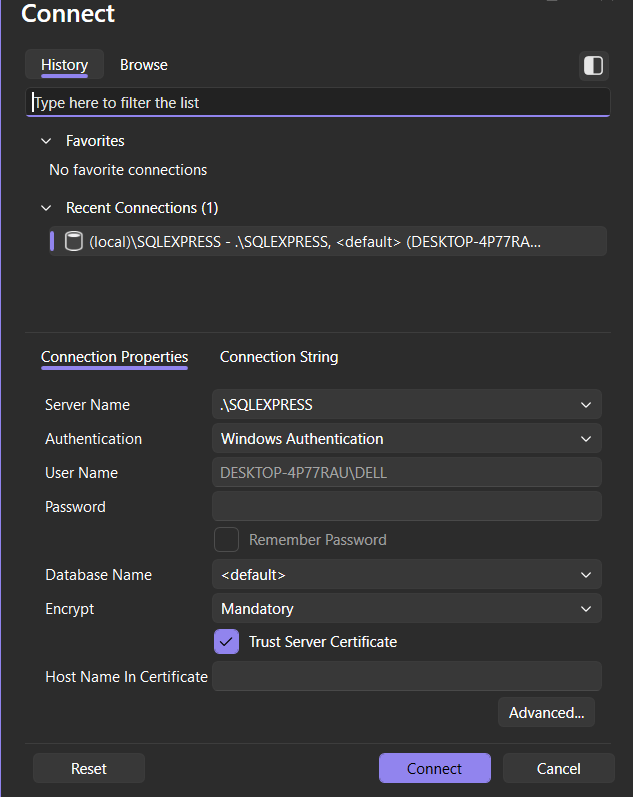 Connect
History Browse
Type here to filter the list
Favorites
No favorite connections
Recent Connections (1)
(local)\SQLEXPRESS - .\SQLEXPRESS, <default> (DESKTOP-4P77RA...
Connection Properties Connection String
Server Name .\SQLEXPRESS
Authentication Windows Authentication
User Name DESKTOP-4P77RAU\DELL
Password
Remember Password
Database Name <default>
Encrypt Mandatory
Trust Server Certificate
Host Name In Certificate
Advanced...
Reset Connect Cancel